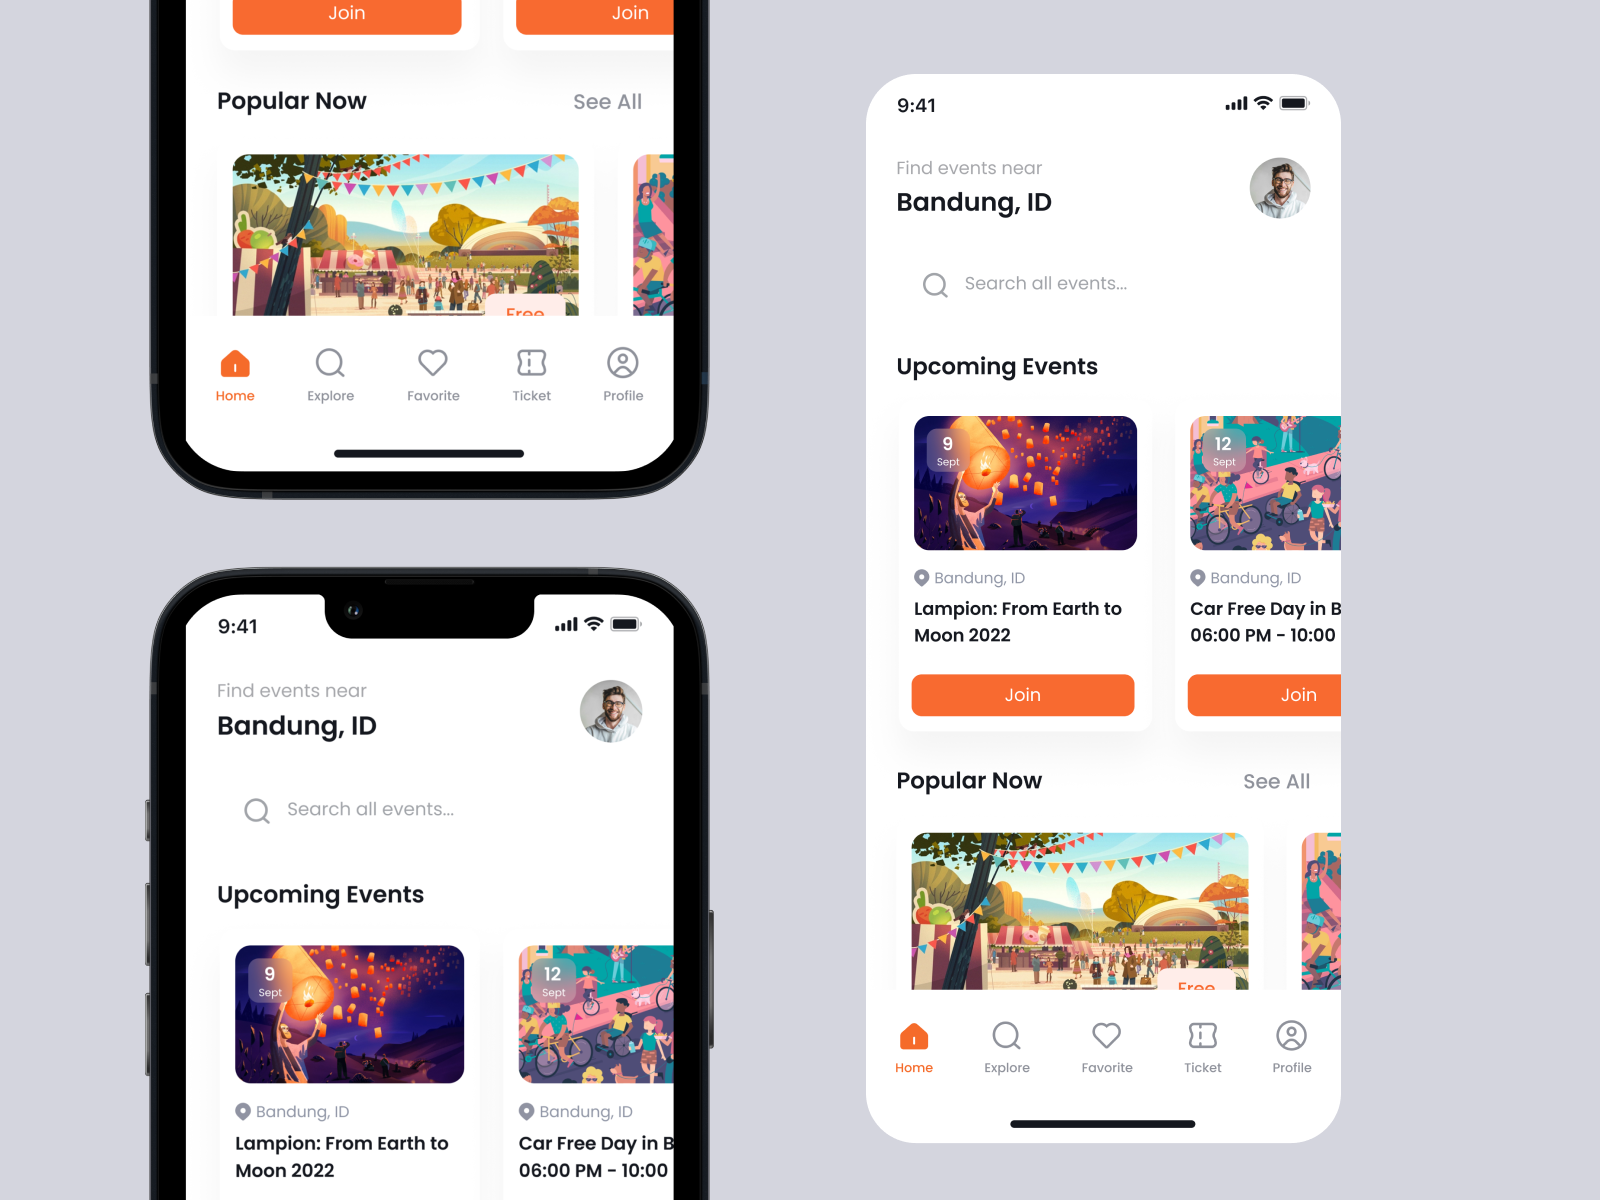 Join
Join
Popular Now
See All
Free
Home
Explore
Favorite
Ticket
Profile
9:41
Find events near
Bandung, ID
Search all events...
Upcoming Events
9
Sept
12
Sept
Bandung, ID
Bandung, ID
Lampion: From Earth to
Moon 2022
Car Free Day in B
06:00 PM - 10:00
9:41
Find events near
Bandung, ID
Search all events...
Upcoming Events
9
Sept
12
Sept
Bandung, ID
Bandung, ID
Lampion: From Earth to
Moon 2022
Car Free Day in B
06:00 PM - 10:00
Join
Join
Popular Now
See All
Free
Home
Explore
Favorite
Ticket
Profile